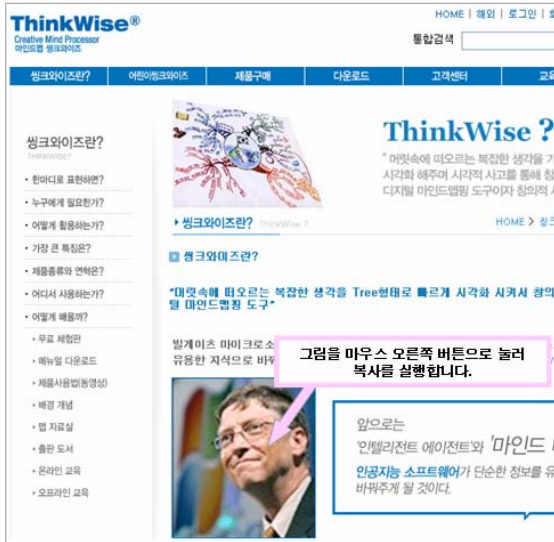 ThinkWise®
Creative Mind Processor
마인드맵 씽크와이즈
HOME | 해외 | 로그인 |
통합검색
씽크와이즈란?
어린이씽크와이즈
제품구매
다운로드
고객센터
교육
씽크와이즈란?
THINKWISE?
• 한마디로 표현하면?
• 누구에게 필요한가?
• 어떻게 활용하는가?
• 가장 큰 특징은?
• 제품종류와 연혁은?
• 어디서 사용하는가?
• 어떻게 배울까?
무료 체험판
메뉴얼 다운로드
제품사용법(동영상)
배경 개념
맵 자료실
출판 도서
온라인 교육
오프라인 교육
ThinkWise ?
" 머릿속에 떠오르는 복잡한 생각을
시각화 해주며 시각적 사고를 통해
디지털 마인드맵핑 도구이자 창의적
씽크와이즈란? ThinkWise ?
HOME >
씽크와이즈란?
"머릿속에 떠오르는 복잡한 생각을 Tree형태로 빠르게 시각화 시켜서 창의
털 마인드맵핑 도구"
빌게이츠 마이크로소
유용한 지식으로 바꾸
그림을 마우스 오른쪽 버튼으로 눌러
복사를 실행합니다.
앞으로는
'인텔리전트 에이전트'와 '마인드
인공지능 소프트웨어가 단순한 정보를 유
바꿔주게 될 것이다.